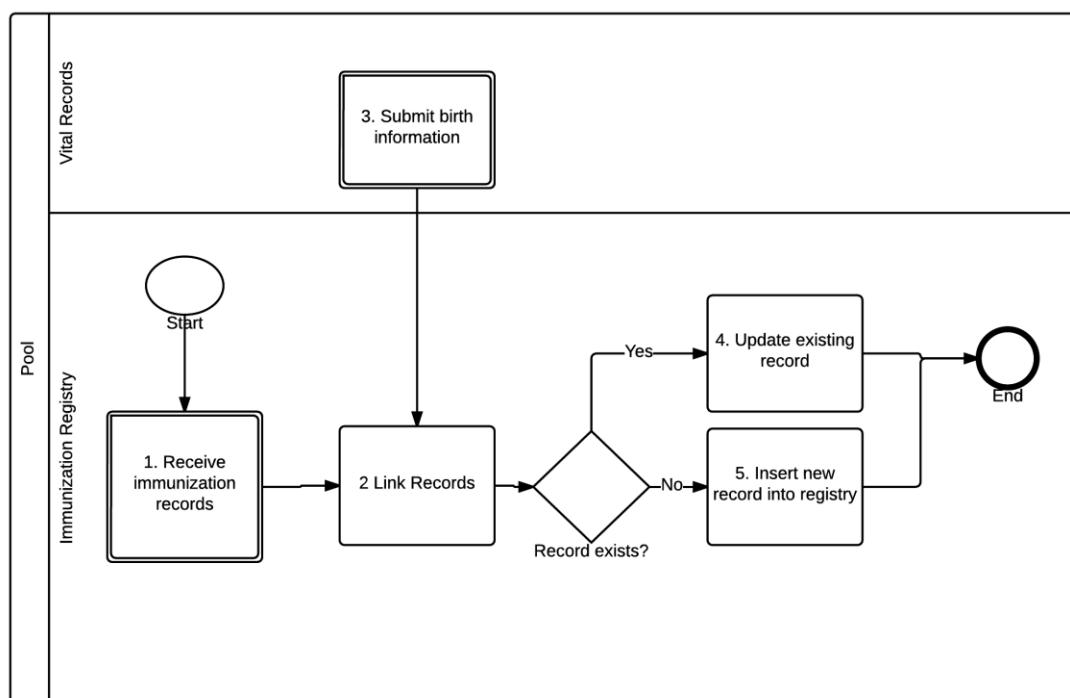 Pool
Vital Records
3. Submit birth
information
Immunization Registry
Start
1. Receive
immunization
records
2 Link Records
Record exists?
Yes
No
4. Update existing
record
5. Insert new
record into registry
End